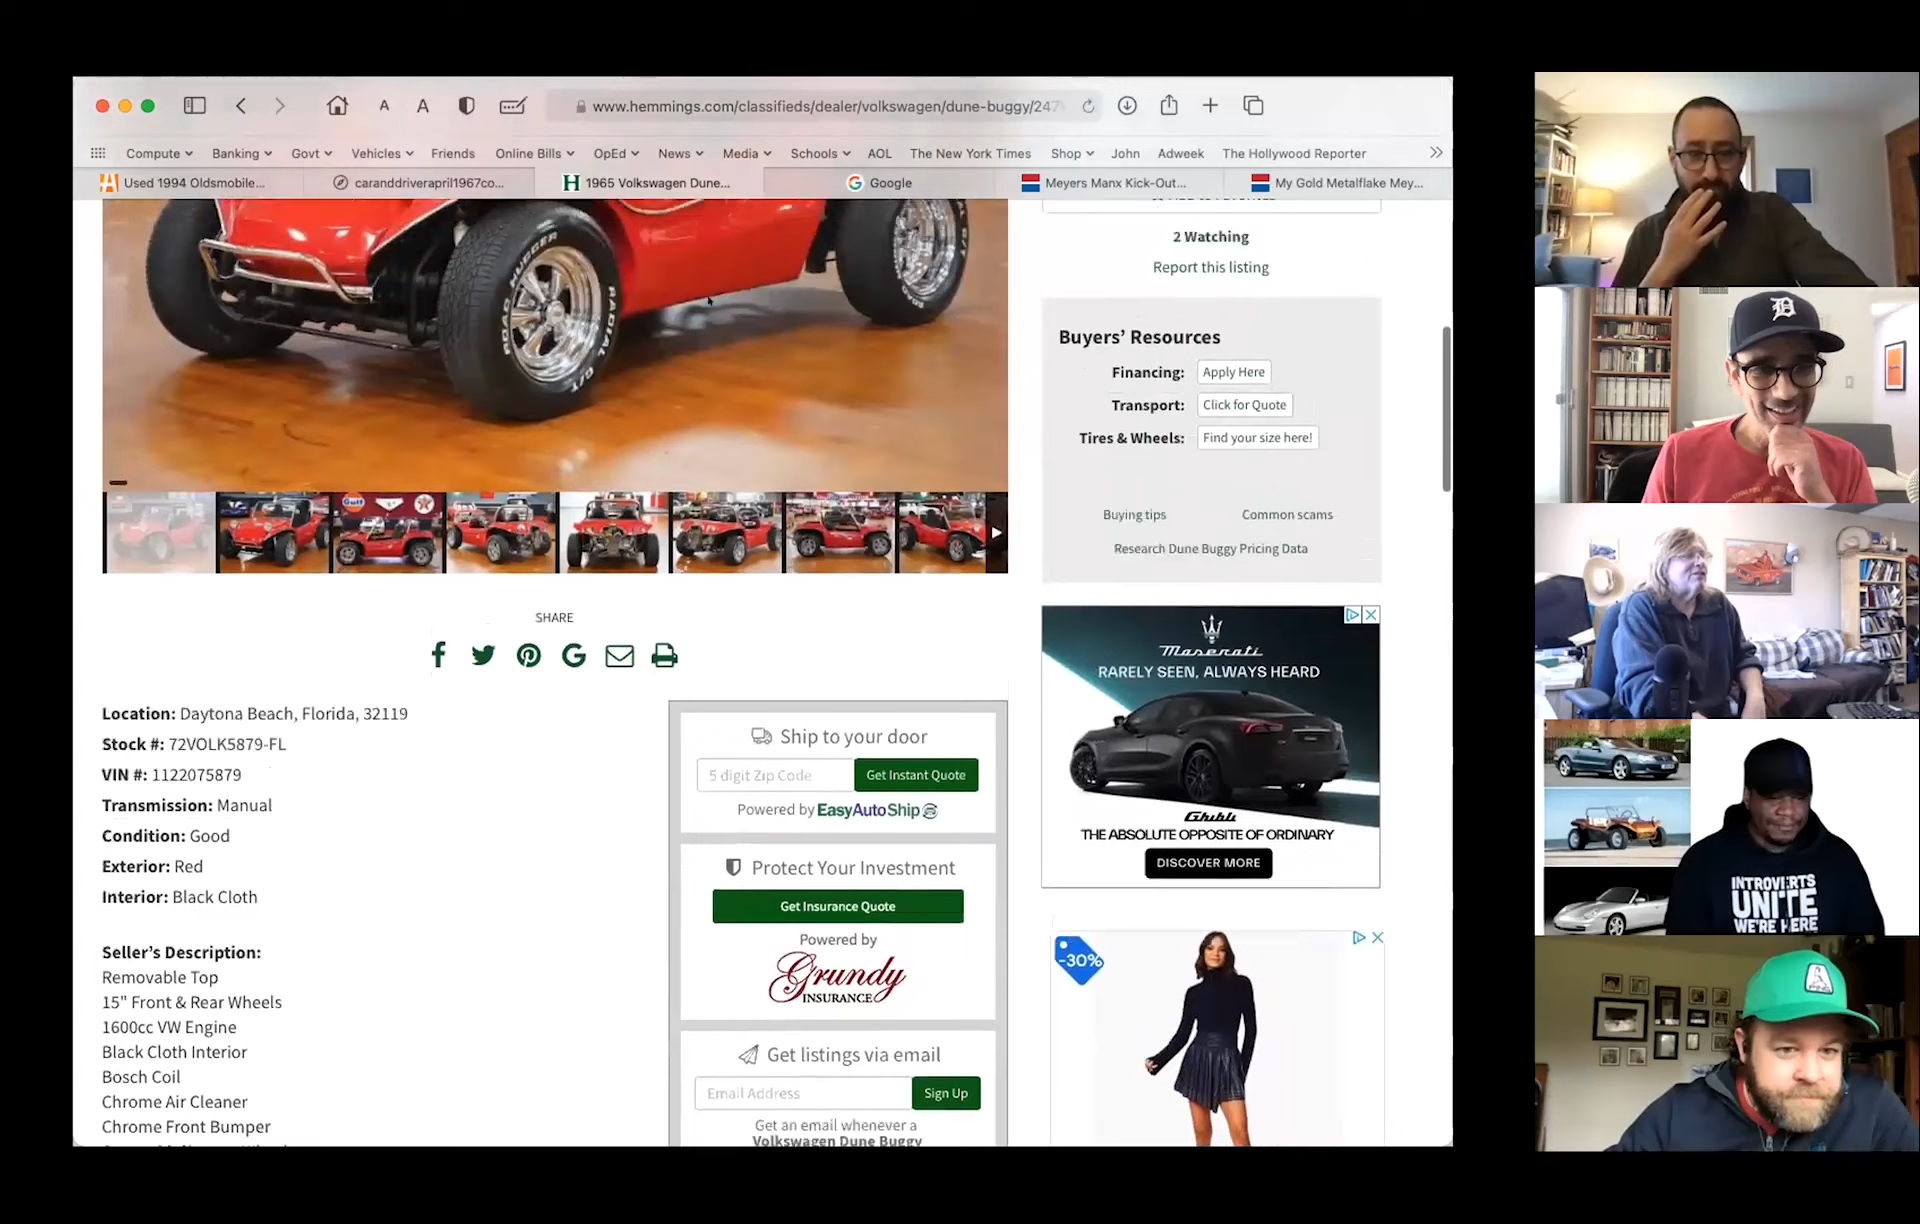 www.hemmings.com/classifieds/dealer/volkswagen/dune-buggy/247
Compute Banking Govt Vehicles Friends Online Bills OpEd News Media Schools AOL The New York Times Shop John Adweek The Hollywood Reporter
Used 1994 Oldsmobile... caranddriverapril1967co... 1965 Volkswagen Dune... Google Meyers Manx Kick-Out... My Gold Metalflake Mey...
ROAD HUGGER
RADIAL G/T
2 Watching
Report this listing
Buyers’ Resources
Financing: Apply Here
Transport: Click for Quote
Tires & Wheels: Find your size here!
Buying tips Common scams
Research Dune Buggy Pricing Data
Gulf
SHARE
Location: Daytona Beach, Florida, 32119
Stock #: 72VOLK5879-FL
VIN #: 1122075879
Transmission: Manual
Condition: Good
Exterior: Red
Interior: Black Cloth
Seller’s Description:
Removable Top
15" Front & Rear Wheels
1600cc VW Engine
Black Cloth Interior
Bosch Coil
Chrome Air Cleaner
Chrome Front Bumper
Ship to your door
5 digit Zip Code Get Instant Quote
Powered by EasyAutoShip
Protect Your Investment
Get Insurance Quote
Powered by
Grundy
INSURANCE
Get listings via email
Email Address Sign Up
Get an email whenever a
Volkswagen Dune Buggy
Maserati
RARELY SEEN, ALWAYS HEARD
Ghibli
THE ABSOLUTE OPPOSITE OF ORDINARY
DISCOVER MORE
-30%
D
INTROVERTS
UNITE
WE'RE HERE
PING